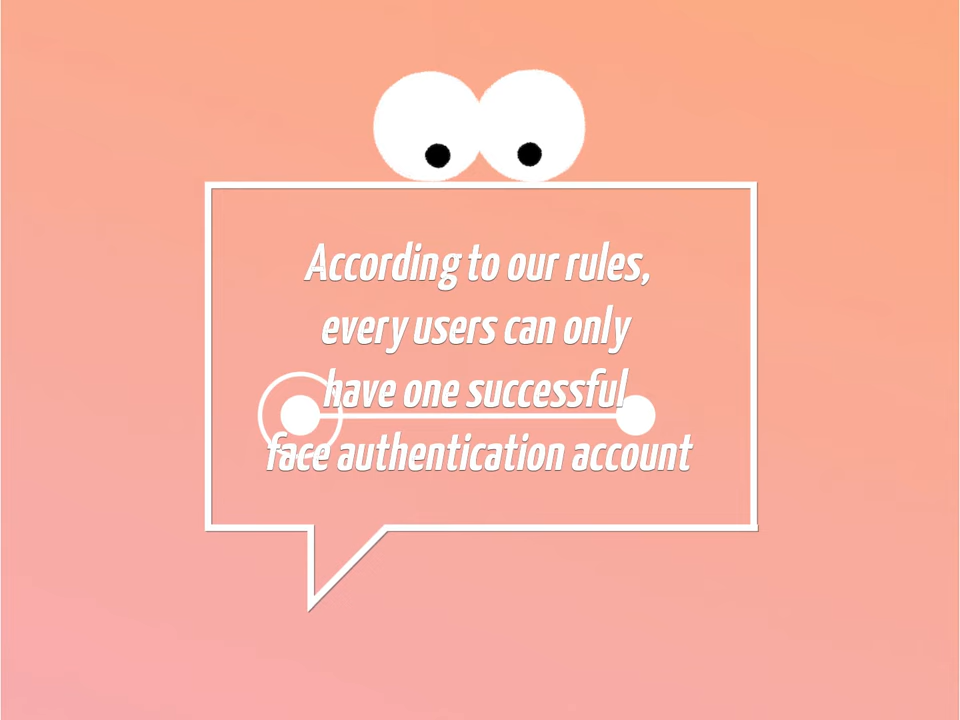 According to our rules,
every users can only
have one successful
face authentication account